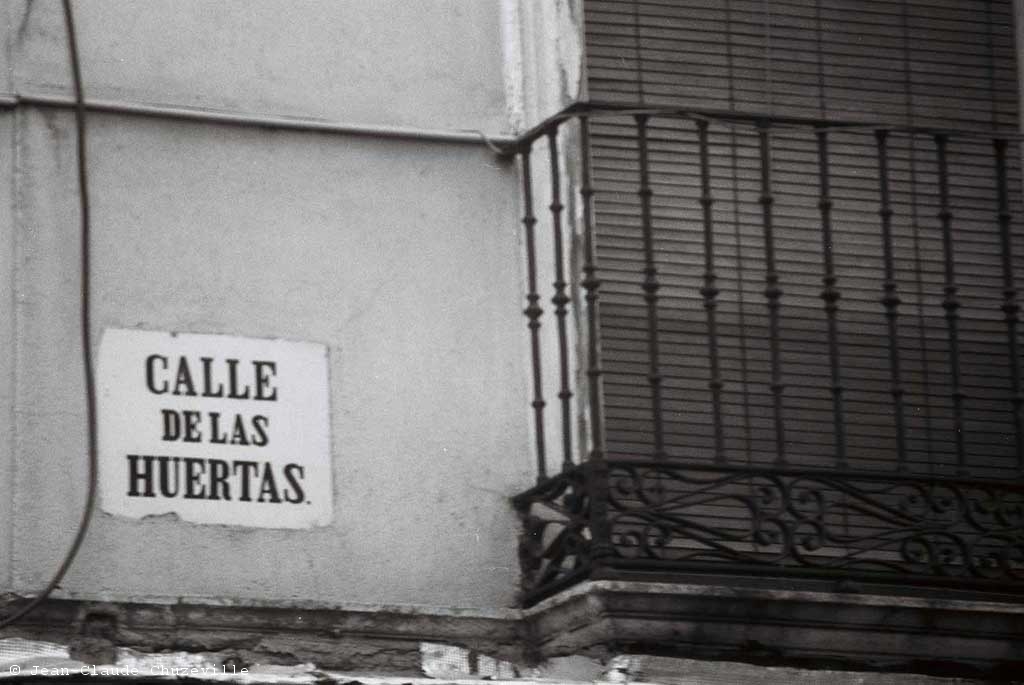 CALLE
DE LAS
HUERTAS.
© Jean-Claude Chuzeville